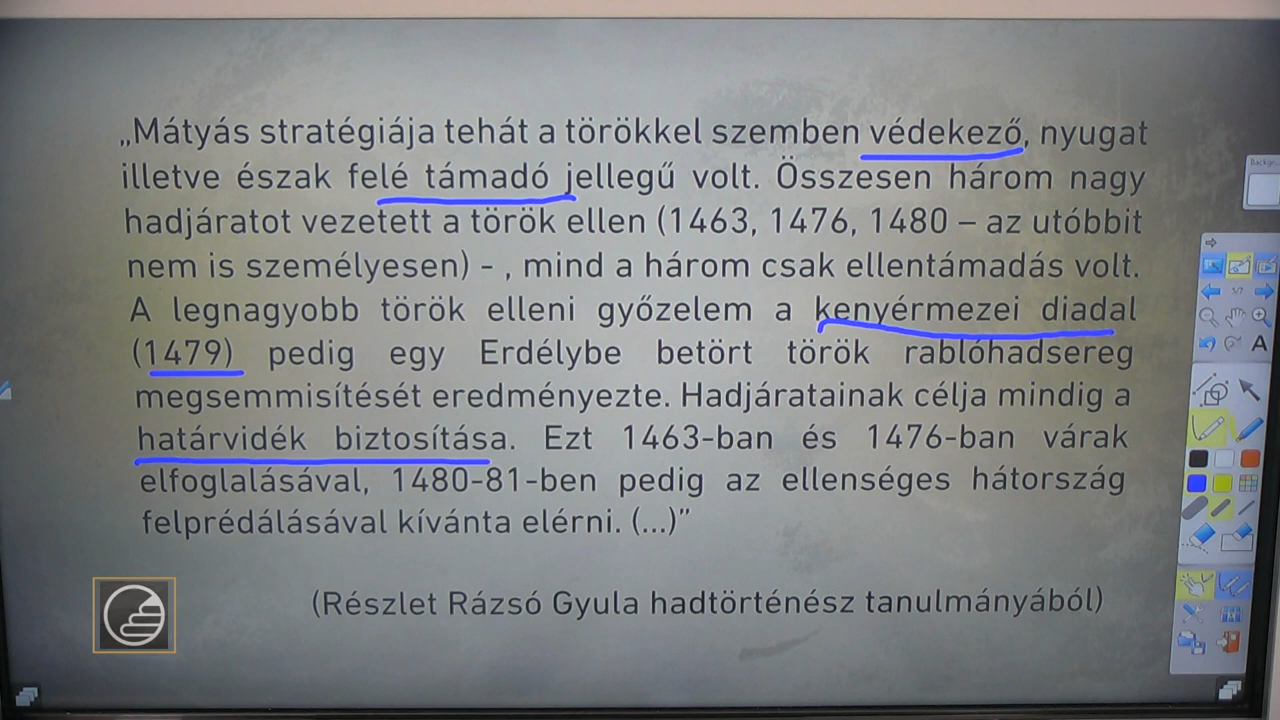 „Mátyás stratégiája tehát a törökkel szemben védekező, nyugat
illetve észak felé támadó jellegű volt. Összesen három nagy
hadjáratot vezetett a török ellen (1463, 1476, 1480 – az utóbbit
nem is személyesen) - , mind a három csak ellentámadás volt.
A legnagyobb török elleni győzelem a kenyérmezei diadal
(1479) pedig egy Erdélybe betört török rablóhadsereg
megsemmisítését eredményezte. Hadjáratainak célja mindig a
határvidék biztosítása. Ezt 1463-ban és 1476-ban várak
elfoglalásával, 1480-81-ben pedig az ellenséges hátország
felprédálásával kívánta elérni. (...)”
(Részlet Rázsó Gyula hadtörténész tanulmányából)
Backgr...
5/7
A